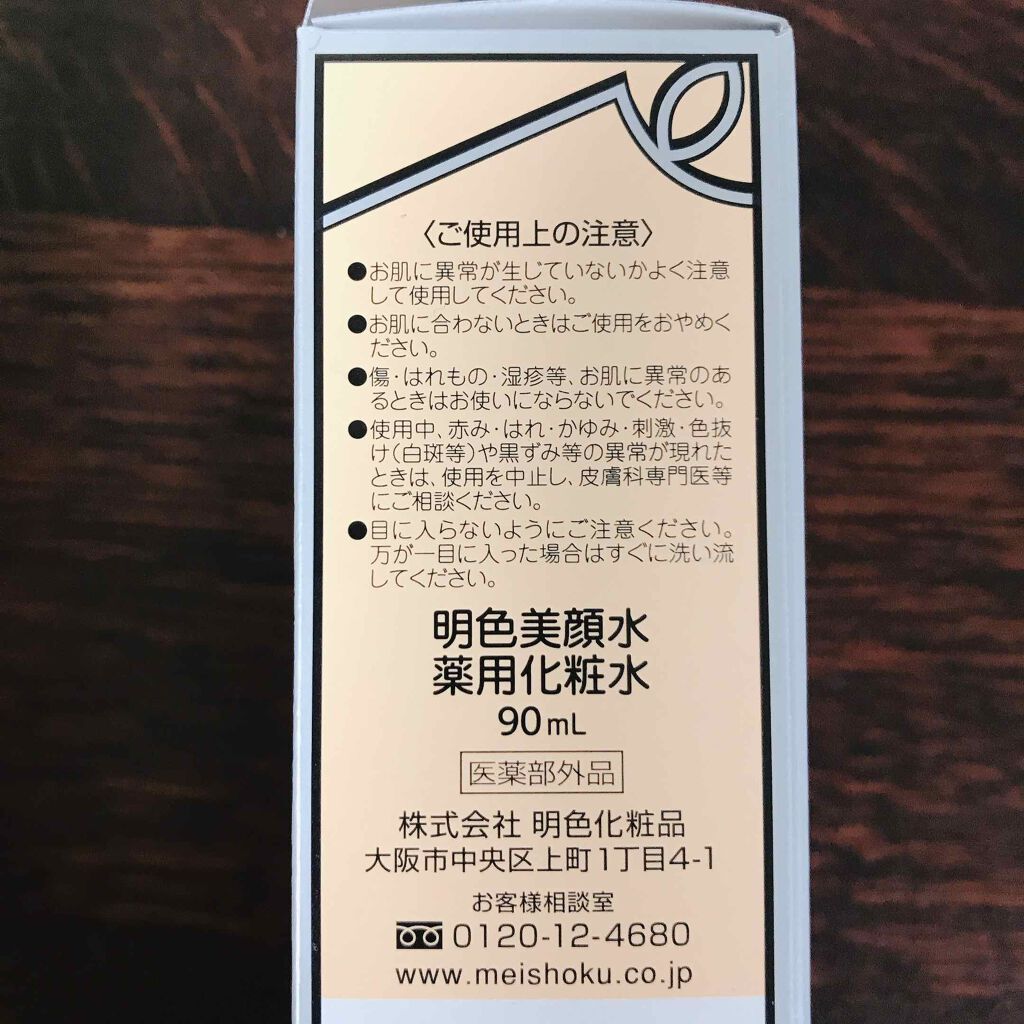 〈ご使用上の注意〉
●お肌に異常が生じていないかよく注意
して使用してください。
●お肌に合わないときはご使用をおやめく
ださい。
●傷・はれもの・湿疹等、お肌に異常のあ
るときはお使いにならないでください。
●使用中、赤み・はれ・かゆみ・刺激・色抜
け(白斑等)や黒ずみ等の異常が現れた
ときは、使用を中止し、皮膚科専門医等
にご相談ください。
●目に入らないようにご注意ください。
万が一目に入った場合はすぐに洗い流
してください。
明色美顔水
薬用化粧水
90mL
医薬部外品
株式会社 明色化粧品
大阪市中央区上町1丁目4-1
お客様相談室
0120-12-4680
www.meishoku.co.jp